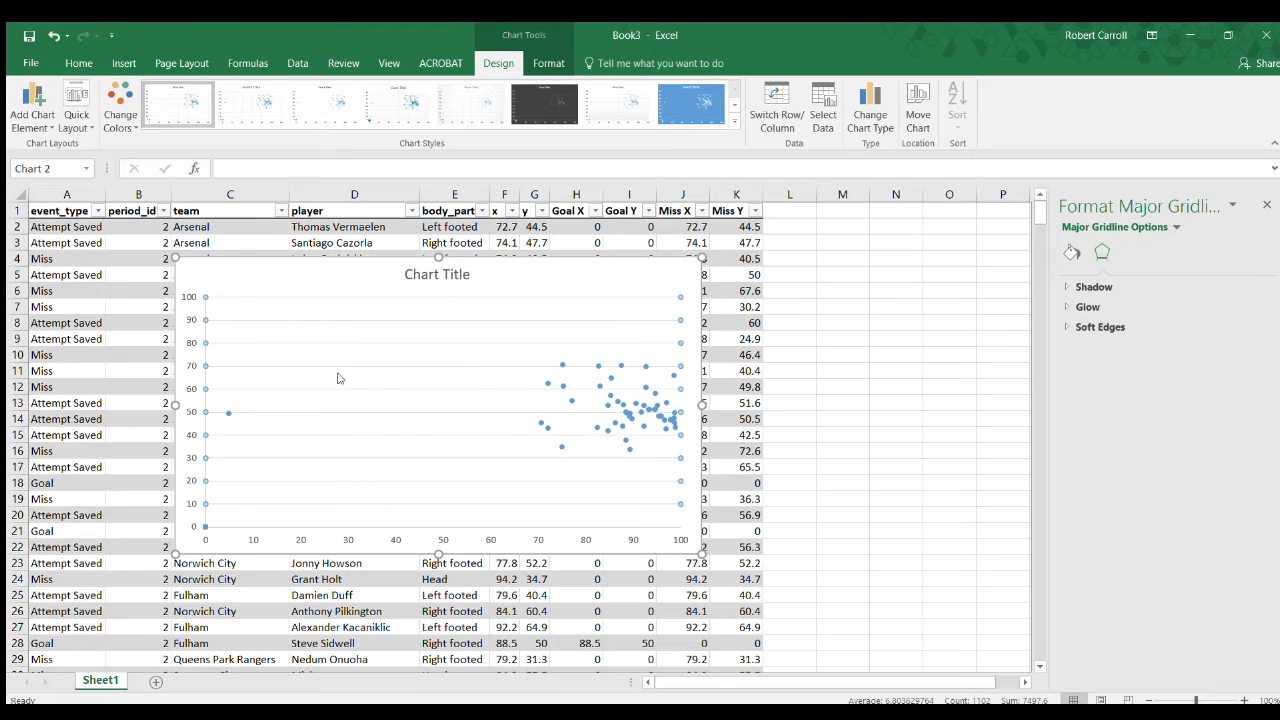 Chart Tools
Book3 - Excel
Robert Carroll
File Home Insert Page Layout Formulas Data Review View ACROBAT Design Format Tell me what you want to do Share
Add Chart Element Quick Layout Change Colors Switch Row/ Column Select Data Change Chart Type Move Chart Sort
Chart Layouts Chart Styles Data Type Location Sort
Chart 2 fx
A B C D E F G H I J K L M N O P
1 event_type period_id team player body_part x y Goal X Goal Y Miss X Miss Y
2 Attempt Saved 2 Arsenal Thomas Vermaelen Left footed 72.7 44.5 0 0 72.7 44.5
3 Attempt Saved 2 Arsenal Santiago Cazorla Right footed 74.1 47.7 0 0 74.1 47.7
4 Miss 2 40.5
5 Attempt Saved 2 8 50
6 Miss 2 1 67.6
7 Miss 2 7 30.2
8 Attempt Saved 2 8 60
9 Attempt Saved 2 2 24.9
10 Miss 2 7 46.4
11 Miss 2 1 40.4
12 Miss 2 7 49.8
13 Attempt Saved 2 6 51.6
14 Attempt Saved 2 6 50.5
15 Attempt Saved 2 8 42.5
16 Miss 2 2 72.6
17 Attempt Saved 2 3 65.5
18 Goal 2 0 0
19 Miss 2 3 36.3
20 Attempt Saved 2 6 56.9
21 Goal 2 0 0
22 Attempt Saved 2 2 56.3
23 Attempt Saved 2 Norwich City Jonny Howson Right footed 77.8 52.2 0 0 77.8 52.2
24 Miss 2 Norwich City Grant Holt Head 94.2 34.7 0 0 94.2 34.7
25 Attempt Saved 2 Fulham Damien Duff Left footed 79.6 40.4 0 0 79.6 40.4
26 Attempt Saved 2 Norwich City Anthony Pilkington Right footed 84.1 60.4 0 0 84.1 60.4
27 Attempt Saved 2 Fulham Alexander Kacaniklic Left footed 92.2 64.9 0 0 92.2 64.9
28 Goal 2 Fulham Steve Sidwell Right footed 88.5 50 88.5 50 0 0
29 Miss 2 Queens Park Rangers Nedum Onuoha Right footed 79.2 31.3 0 0 79.2 31.3
Chart Title
100
90
80
70
60
50
40
30
20
10
0
0 10 20 30 40 50 60 70 80 90 100
Format Major Gridli...
Major Gridline Options
Shadow
Glow
Soft Edges
Sheet1
Ready Average: 6.803629764 Count: 1102 Sum: 7497.6 100%